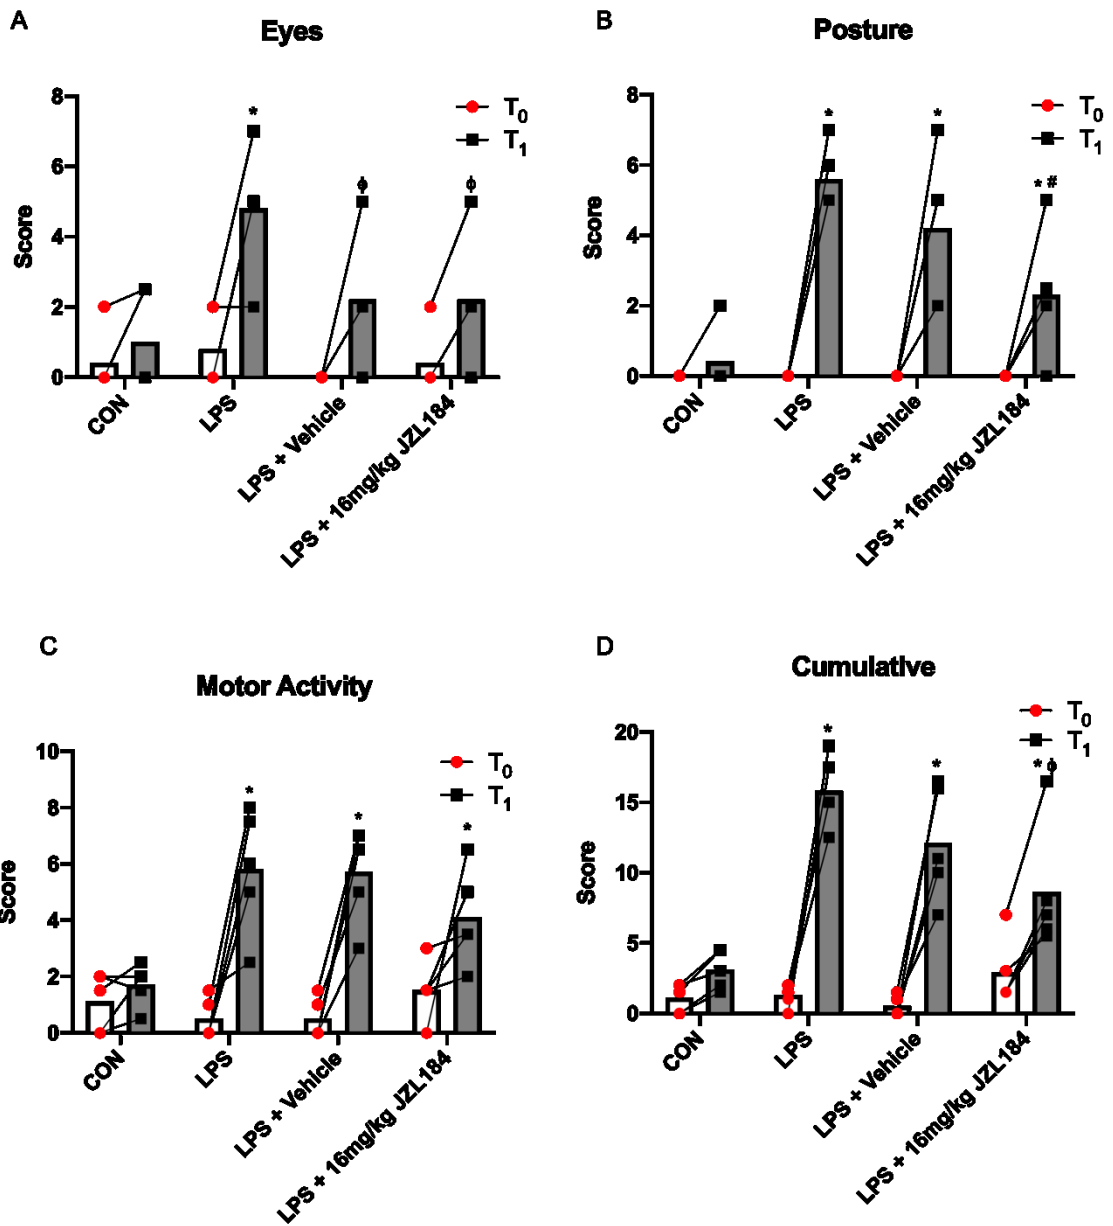 A
Eyes
8
6
4
2
0
Score
*
ϕ
ϕ
T0
T1
CON
LPS
LPS + Vehicle
LPS + 16mg/kg JZL184
B
Posture
8
6
4
2
0
Score
*
*
* #
T0
T1
CON
LPS
LPS + Vehicle
LPS + 16mg/kg JZL184
C
Motor Activity
10
8
6
4
2
0
Score
*
*
*
T0
T1
CON
LPS
LPS + Vehicle
LPS + 16mg/kg JZL184
D
Cumulative
20
15
10
5
0
Score
*
*
* ϕ
T0
T1
CON
LPS
LPS + Vehicle
LPS + 16mg/kg JZL184